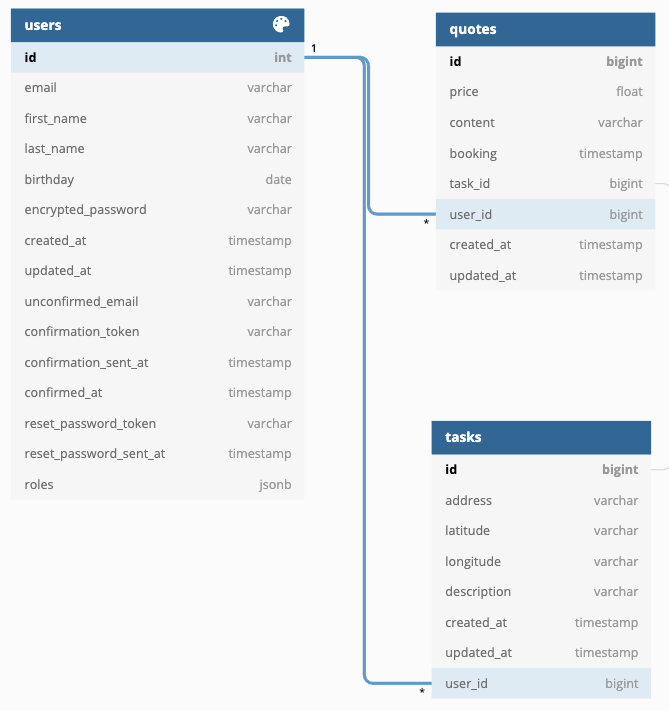 users
id int
email varchar
first_name varchar
last_name varchar
birthday date
encrypted_password varchar
created_at timestamp
updated_at timestamp
unconfirmed_email varchar
confirmation_token varchar
confirmation_sent_at timestamp
confirmed_at timestamp
reset_password_token varchar
reset_password_sent_at timestamp
roles jsonb
1
quotes
id bigint
price float
content varchar
booking timestamp
task_id bigint
user_id bigint
created_at timestamp
updated_at timestamp
*
tasks
id bigint
address varchar
latitude varchar
longitude varchar
description varchar
created_at timestamp
updated_at timestamp
user_id bigint
*